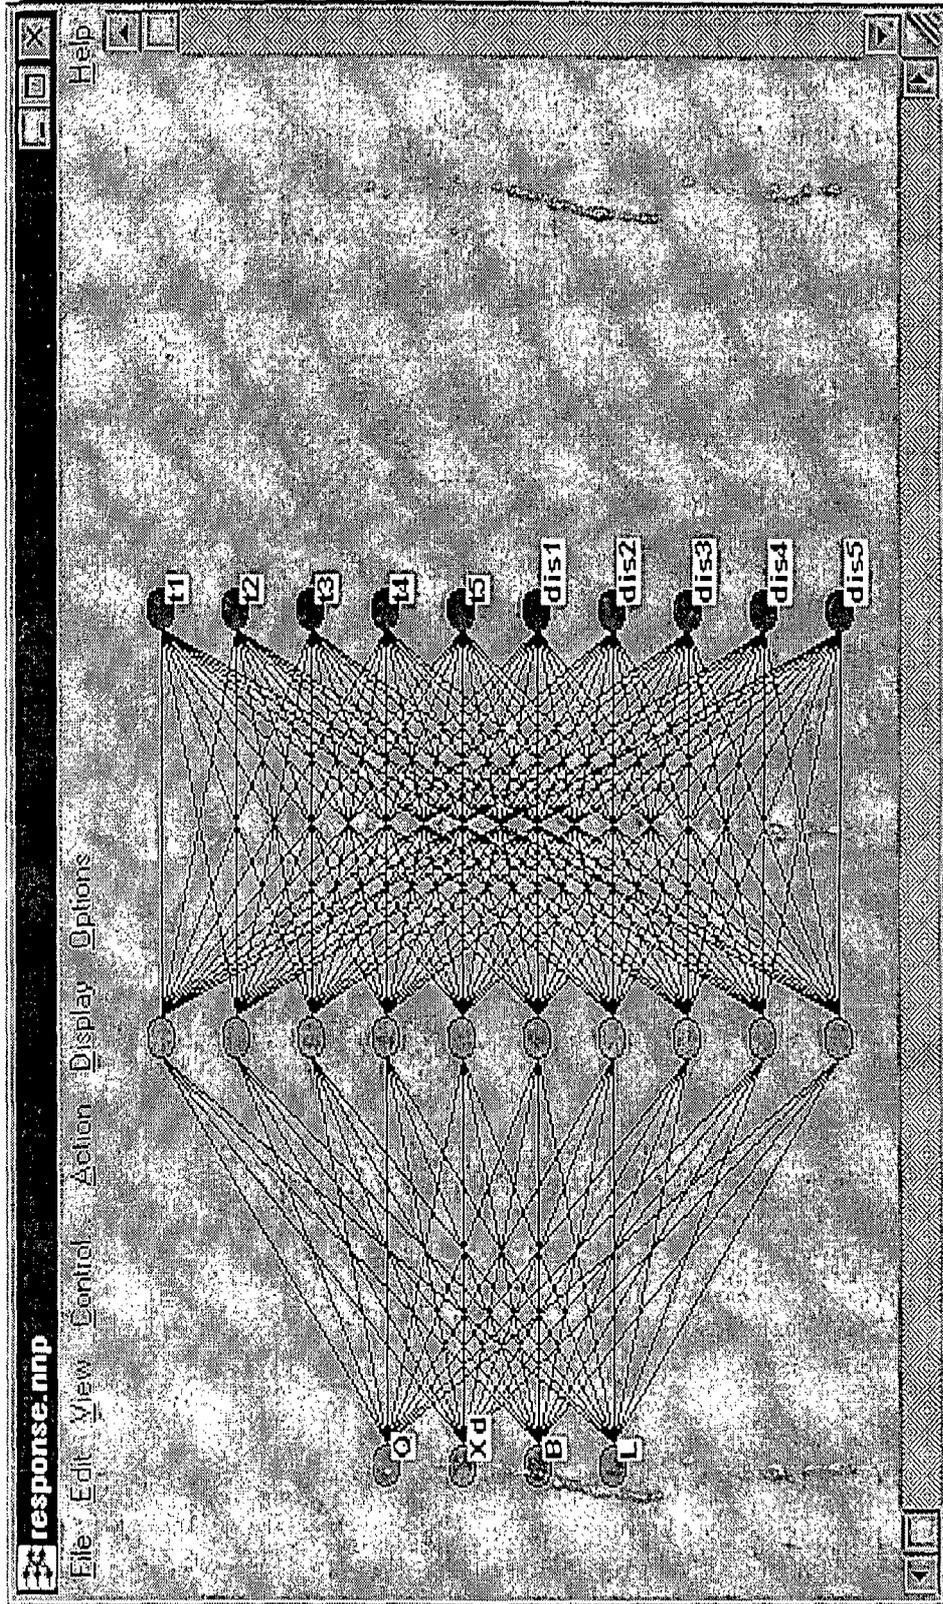 response.nnp
File Edit View Control Action Display Options Help
t1
t2
t3
t4
t5
dis1
dis2
dis3
dis4
dis5
Q
Xd
B
L